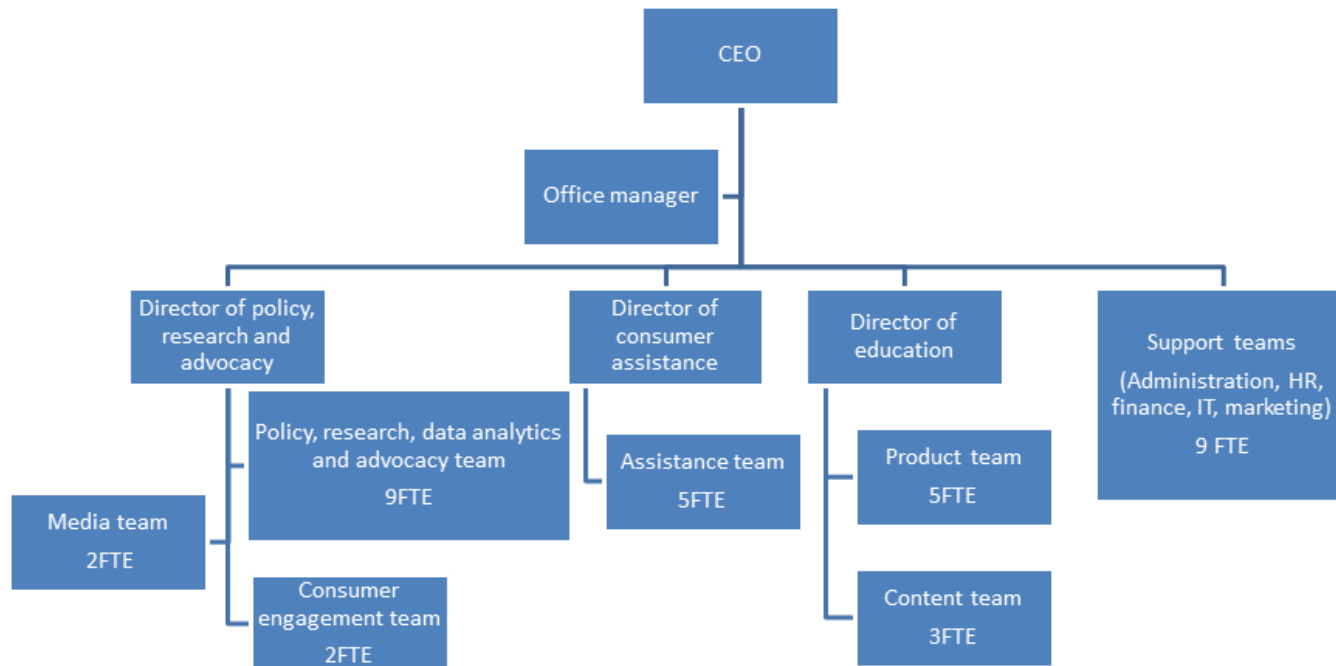 CEO
Office manager
Director of policy,
research and
advocacy
Director of
consumer
assistance
Director of
education
Support teams
(Administration, HR,
finance, IT, marketing)
9 FTE
Policy, research, data analytics
and advocacy team
9FTE
Assistance team
5FTE
Product team
5FTE
Media team
2FTE
Consumer
engagement team
2FTE
Content team
3FTE